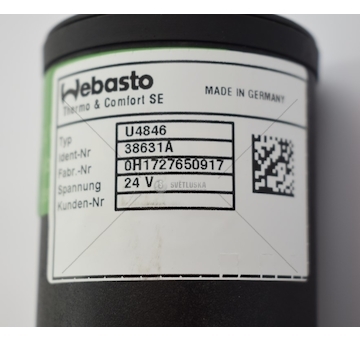 Webasto
Thermo & Comfort SE
MADE IN GERMANY
Typ U4846
Ident-Nr 38631A
Fabr.-Nr 0H1727650917
Spannung 24 V
Kunden-Nr
SVETLUSKA